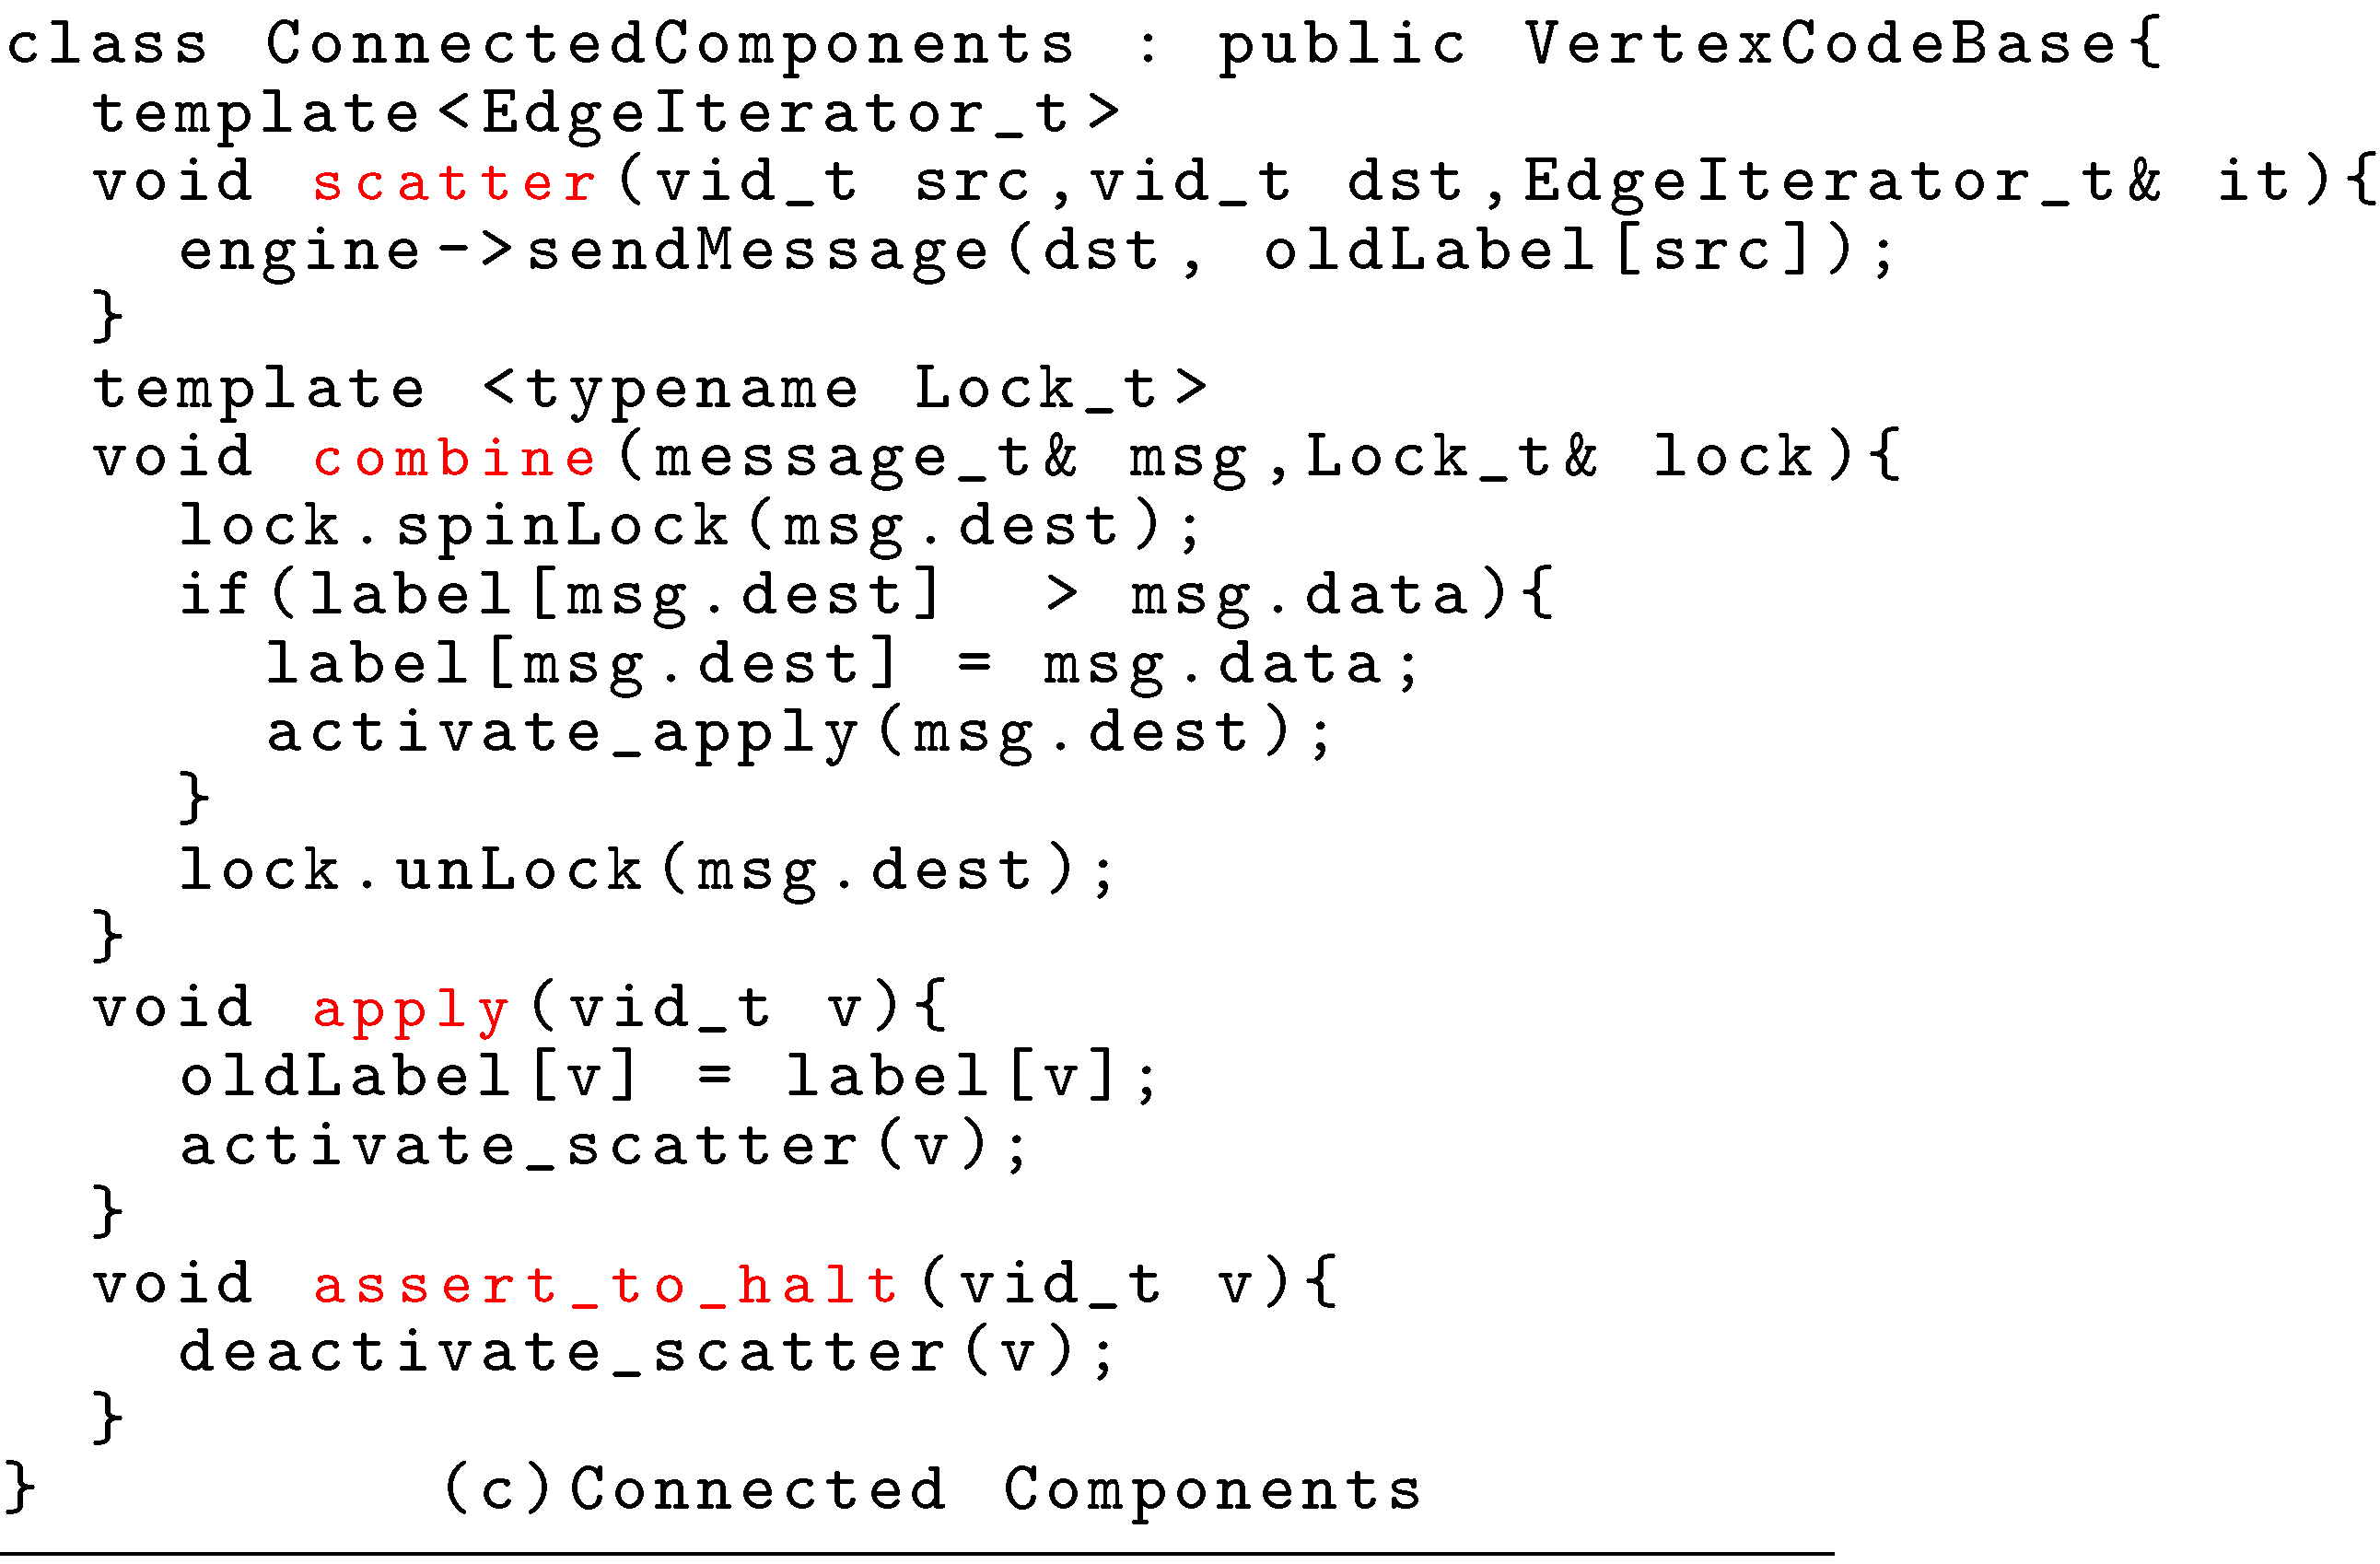 class ConnectedComponents : public VertexCodeBase{
template<EdgeIterator_t>
void scatter(vid_t src,vid_t dst,EdgeIterator_t& it){
engine->sendMessage(dst, oldLabel[src]);
}
template <typename Lock_t>
void combine(message_t& msg,Lock_t& lock){
lock.spinLock(msg.dest);
if(label[msg.dest] > msg.data){
label[msg.dest] = msg.data;
activate_apply(msg.dest);
}
lock.unLock(msg.dest);
}
void apply(vid_t v){
oldLabel[v] = label[v];
activate_scatter(v);
}
void assert_to_halt(vid_t v){
deactivate_scatter(v);
}
} (c)Connected Components